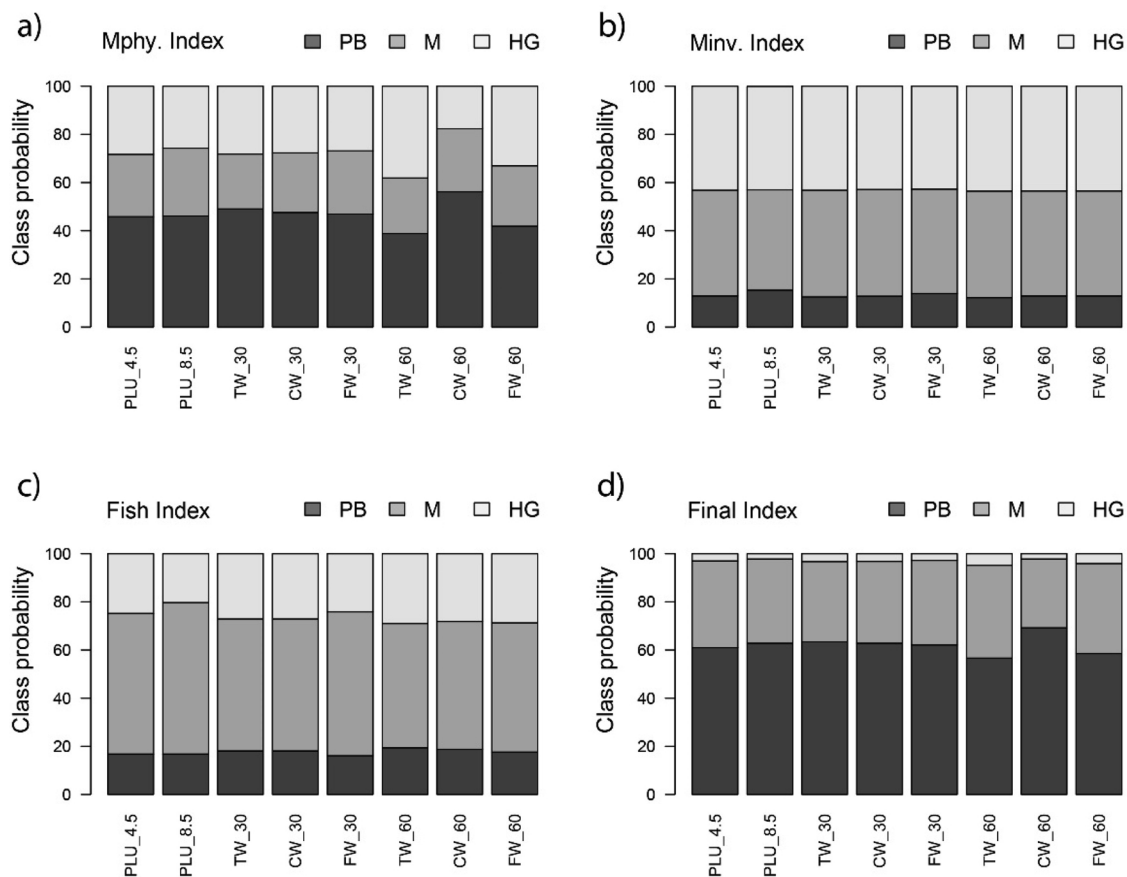 a)
Mphy. Index PB M HG
Class probability
100
80
60
40
20
0
PLU_4.5
PLU_8.5
TW_30
CW_30
FW_30
TW_60
CW_60
FW_60
b)
Minv. Index PB M HG
Class probability
100
80
60
40
20
0
PLU_4.5
PLU_8.5
TW_30
CW_30
FW_30
TW_60
CW_60
FW_60
c)
Fish Index PB M HG
Class probability
100
80
60
40
20
0
PLU_4.5
PLU_8.5
TW_30
CW_30
FW_30
TW_60
CW_60
FW_60
d)
Final Index PB M HG
Class probability
100
80
60
40
20
0
PLU_4.5
PLU_8.5
TW_30
CW_30
FW_30
TW_60
CW_60
FW_60